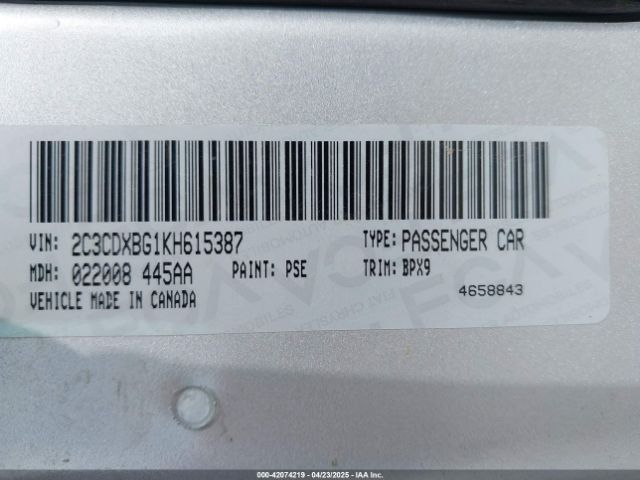 VIN: 2C3CDXBG1KH615387 TYPE: PASSENGER CAR
MDH: 022008 445AA PAINT: PSE TRIM: BPX9
VEHICLE MADE IN CANADA 4658843
000-42074219 - 04/23/2025 - IAA Inc.